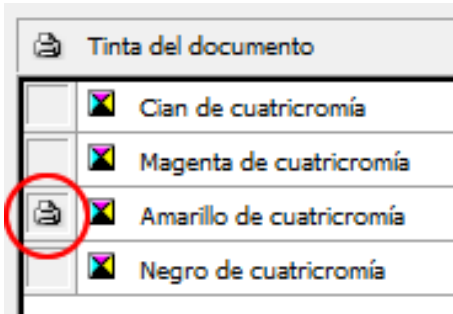 Tinta del documento
Cian de cuatricromía
Magenta de cuatricromía
Amarillo de cuatricromía
Negro de cuatricromía